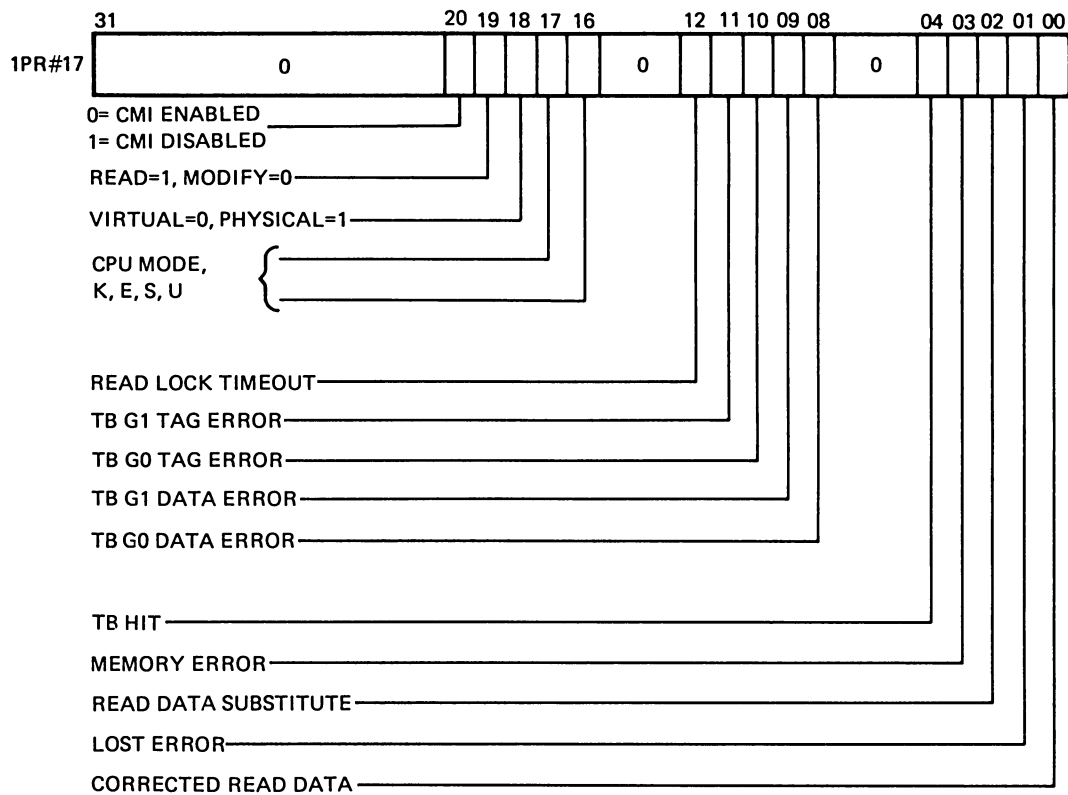 31 20 19 18 17 16 12 11 10 09 08 04 03 02 01 00
1PR#17 0 0 0
0= CMI ENABLED
1= CMI DISABLED
READ=1, MODIFY=0
VIRTUAL=0, PHYSICAL=1
CPU MODE,
K, E, S, U
READ LOCK TIMEOUT
TB G1 TAG ERROR
TB G0 TAG ERROR
TB G1 DATA ERROR
TB G0 DATA ERROR
TB HIT
MEMORY ERROR
READ DATA SUBSTITUTE
LOST ERROR
CORRECTED READ DATA